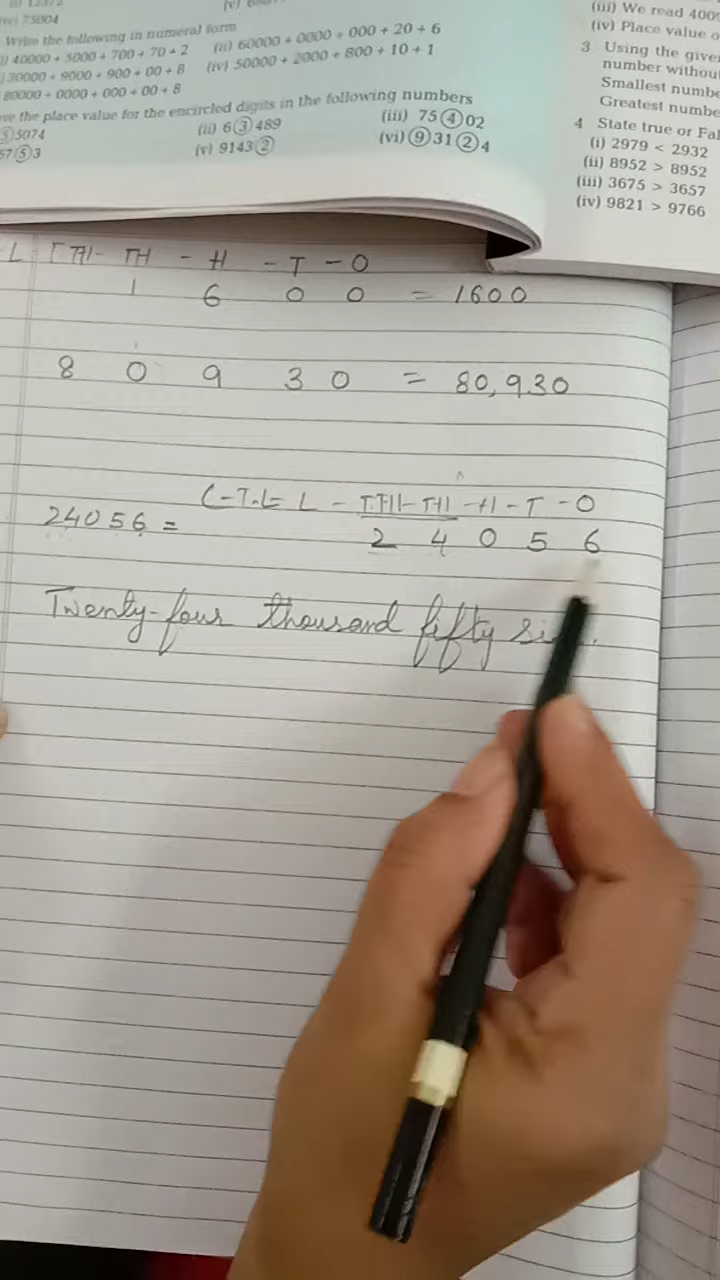 (iv) 75004
Write the following in numeral form
40000 + 5000 + 700 + 70 + 2 (ii) 60000 + 0000 + 000 + 20 + 6
30000 + 9000 + 900 + 00 + 8 (iv) 50000 + 2000 + 800 + 10 + 1
80000 + 0000 + 000 + 00 + 8
the place value for the encircled digits in the following numbers
⑤5074 (ii) 6③489 (iii) 75④02
57⑤3 (v) 9143② (vi) ⑨31②4
(iii) We read 400
(iv) Place value o
3 Using the give
number withou
Smallest numbe
Greatest numbe
4 State true or Fal
(i) 2979 < 2932
(ii) 8952 > 8952
(iii) 3675 > 3657
(iv) 9821 > 9766
L TTH - TH - H - T - O
1 6 0 0 = 1600
8 0 9 3 0 = 80,930
C - T.L - L - T.TH - TH - H - T - O
24056 = 2 4 0 5 6
Twenty-four thousand fifty six.